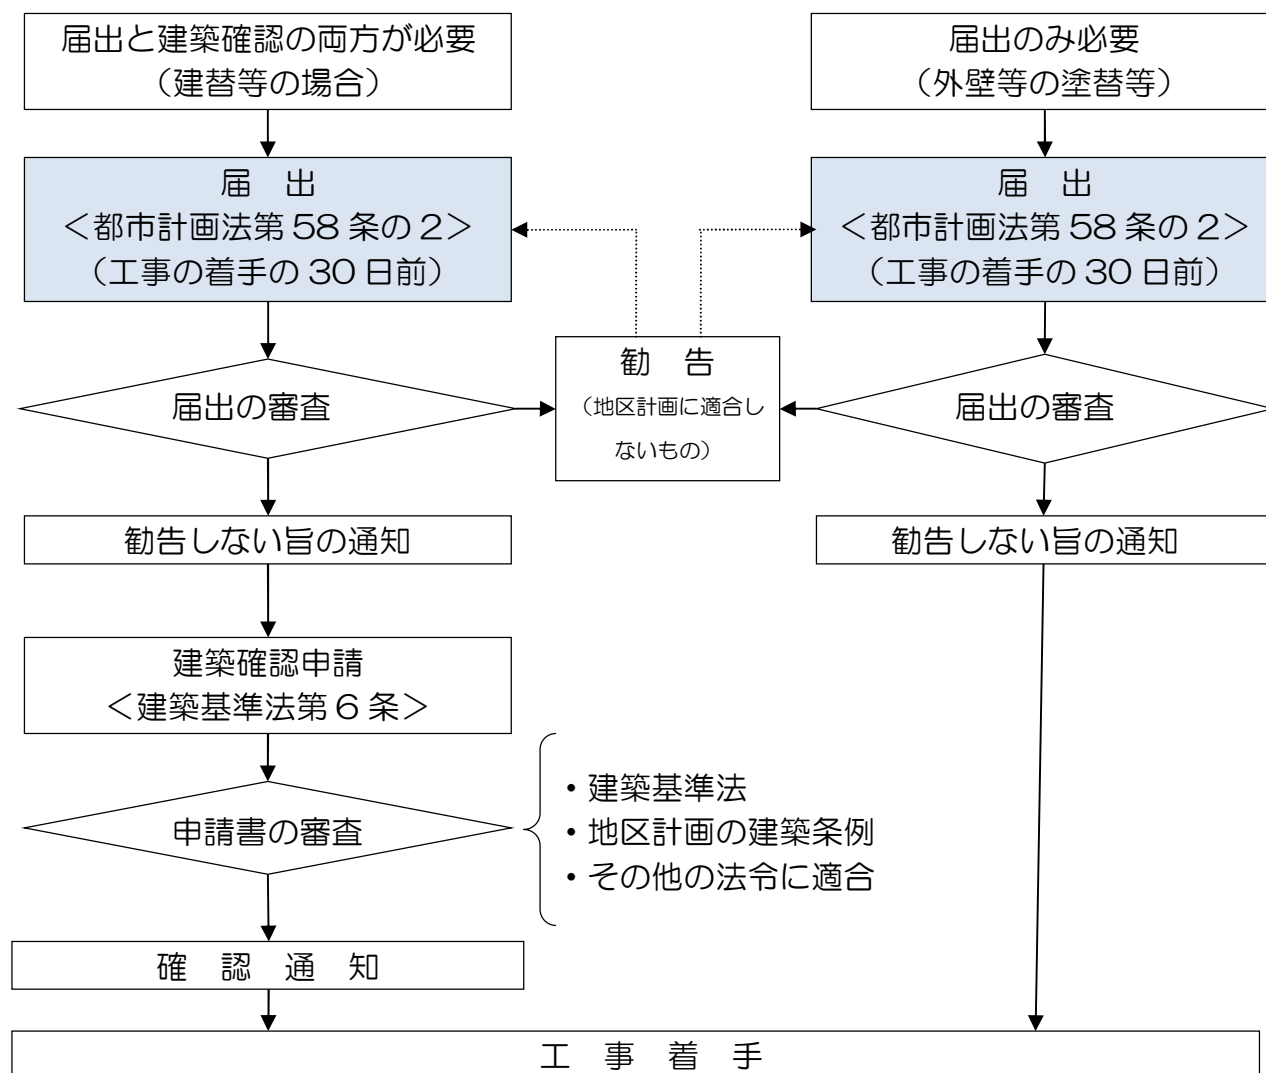 届出と建築確認の両方が必要
（建替等の場合）
届出のみ必要
（外壁等の塗替等）
届　出
＜都市計画法第58条の2＞
（工事の着手の30日前）
届　出
＜都市計画法第58条の2＞
（工事の着手の30日前）
勧　告
（地区計画に適合し
ないもの）
届出の審査
届出の審査
勧告しない旨の通知
勧告しない旨の通知
建築確認申請
＜建築基準法第6条＞
申請書の審査
・建築基準法
・地区計画の建築条例
・その他の法令に適合
確　認　通　知
工　事　着　手